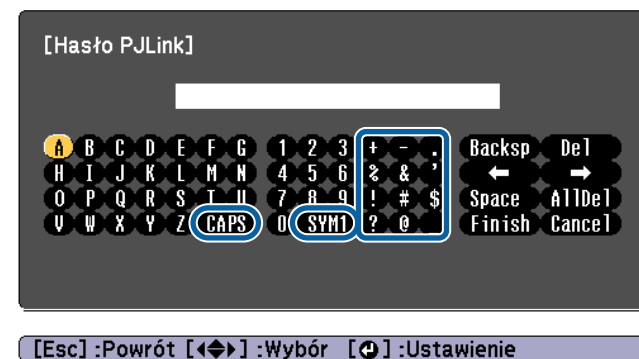 [Hasło PJLink]
A B C D E F G 1 2 3 + - . Backsp Del
H I J K L M N 4 5 6 % & ' ← →
O P Q R S T U 7 8 9 ! # $ Space AllDel
V W X Y Z CAPS 0 SYM1 ? @ _ Finish Cancel
[Esc] :Powrót [◀◆▶] :Wybór [↵] :Ustawienie